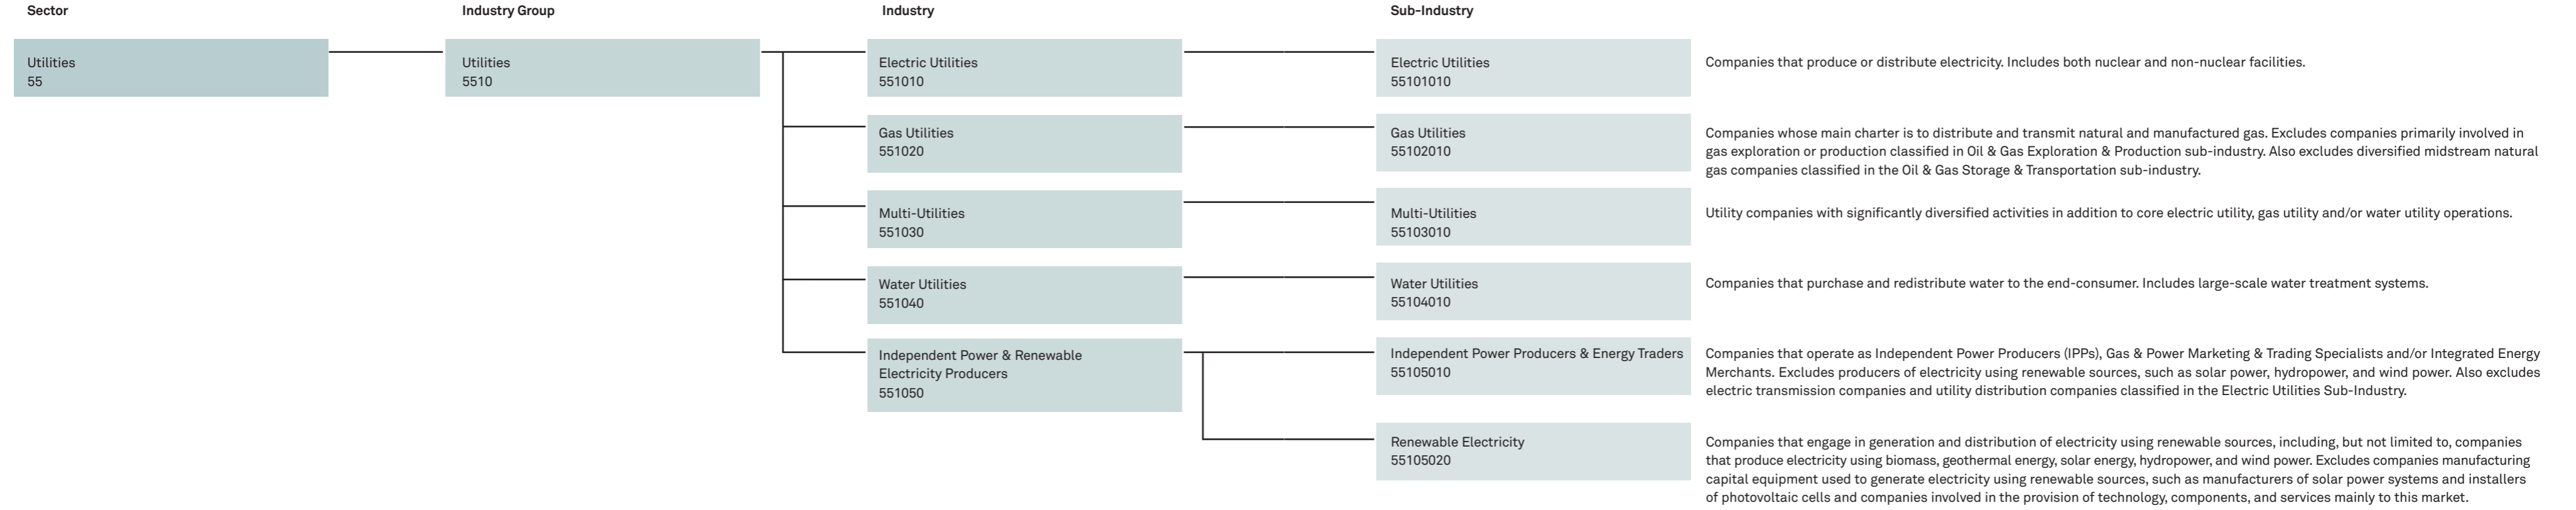 Sector
Industry Group
Industry
Sub-Industry
Utilities
55
Utilities
5510
Electric Utilities
551010
Electric Utilities
55101010
Companies that produce or distribute electricity. Includes both nuclear and non-nuclear facilities.
Gas Utilities
551020
Gas Utilities
55102010
Companies whose main charter is to distribute and transmit natural and manufactured gas. Excludes companies primarily involved in
gas exploration or production classified in Oil & Gas Exploration & Production sub-industry. Also excludes diversified midstream natural
gas companies classified in the Oil & Gas Storage & Transportation sub-industry.
Multi-Utilities
551030
Multi-Utilities
55103010
Utility companies with significantly diversified activities in addition to core electric utility, gas utility and/or water utility operations.
Water Utilities
551040
Water Utilities
55104010
Companies that purchase and redistribute water to the end-consumer. Includes large-scale water treatment systems.
Independent Power & Renewable
Electricity Producers
551050
Independent Power Producers & Energy Traders
55105010
Companies that operate as Independent Power Producers (IPPs), Gas & Power Marketing & Trading Specialists and/or Integrated Energy
Merchants. Excludes producers of electricity using renewable sources, such as solar power, hydropower, and wind power. Also excludes
electric transmission companies and utility distribution companies classified in the Electric Utilities Sub-Industry.
Renewable Electricity
55105020
Companies that engage in generation and distribution of electricity using renewable sources, including, but not limited to, companies
that produce electricity using biomass, geothermal energy, solar energy, hydropower, and wind power. Excludes companies manufacturing
capital equipment used to generate electricity using renewable sources, such as manufacturers of solar power systems and installers
of photovoltaic cells and companies involved in the provision of technology, components, and services mainly to this market.